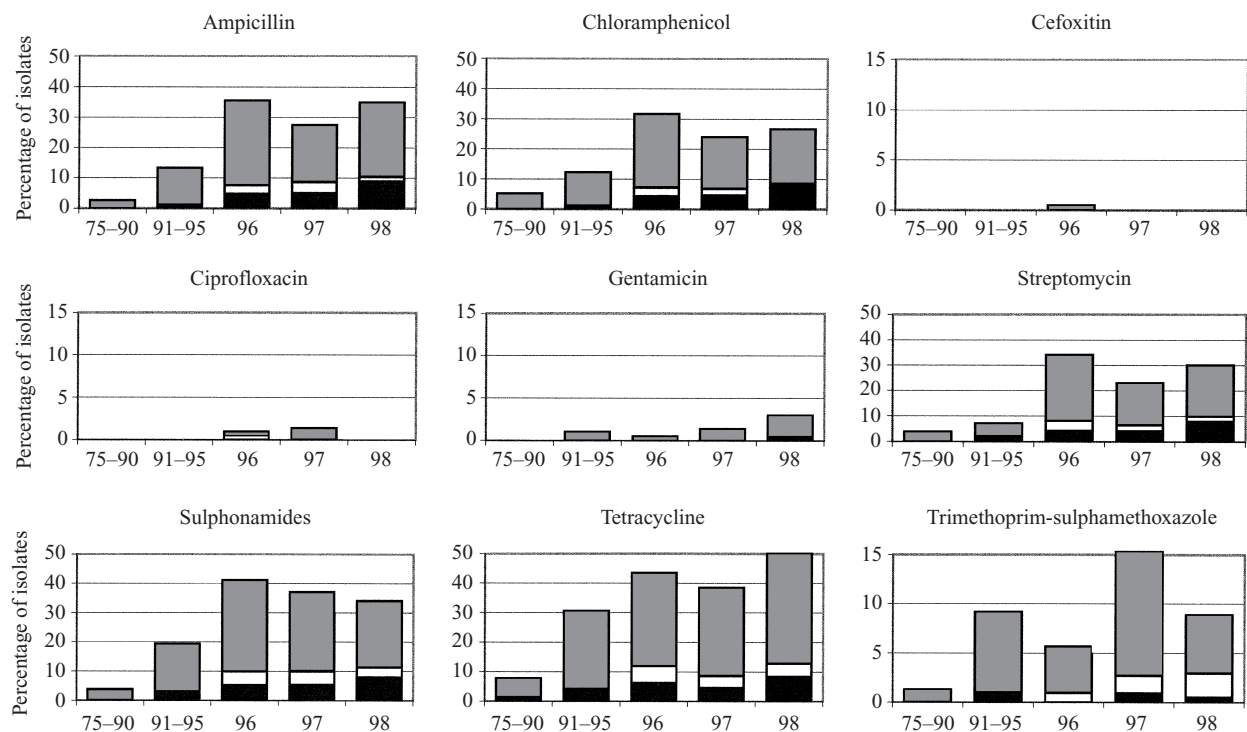 Ampicillin
Percentage of isolates
50
40
30
20
10
0
75–90 91–95 96 97 98
Chloramphenicol
50
40
30
20
10
0
75–90 91–95 96 97 98
Cefoxitin
15
10
5
0
75–90 91–95 96 97 98
Ciprofloxacin
Percentage of isolates
15
10
5
0
75–90 91–95 96 97 98
Gentamicin
15
10
5
0
75–90 91–95 96 97 98
Streptomycin
50
40
30
20
10
0
75–90 91–95 96 97 98
Sulphonamides
Percentage of isolates
50
40
30
20
10
0
75–90 91–95 96 97 98
Tetracycline
50
40
30
20
10
0
75–90 91–95 96 97 98
Trimethoprim-sulphamethoxazole
15
10
5
0
75–90 91–95 96 97 98